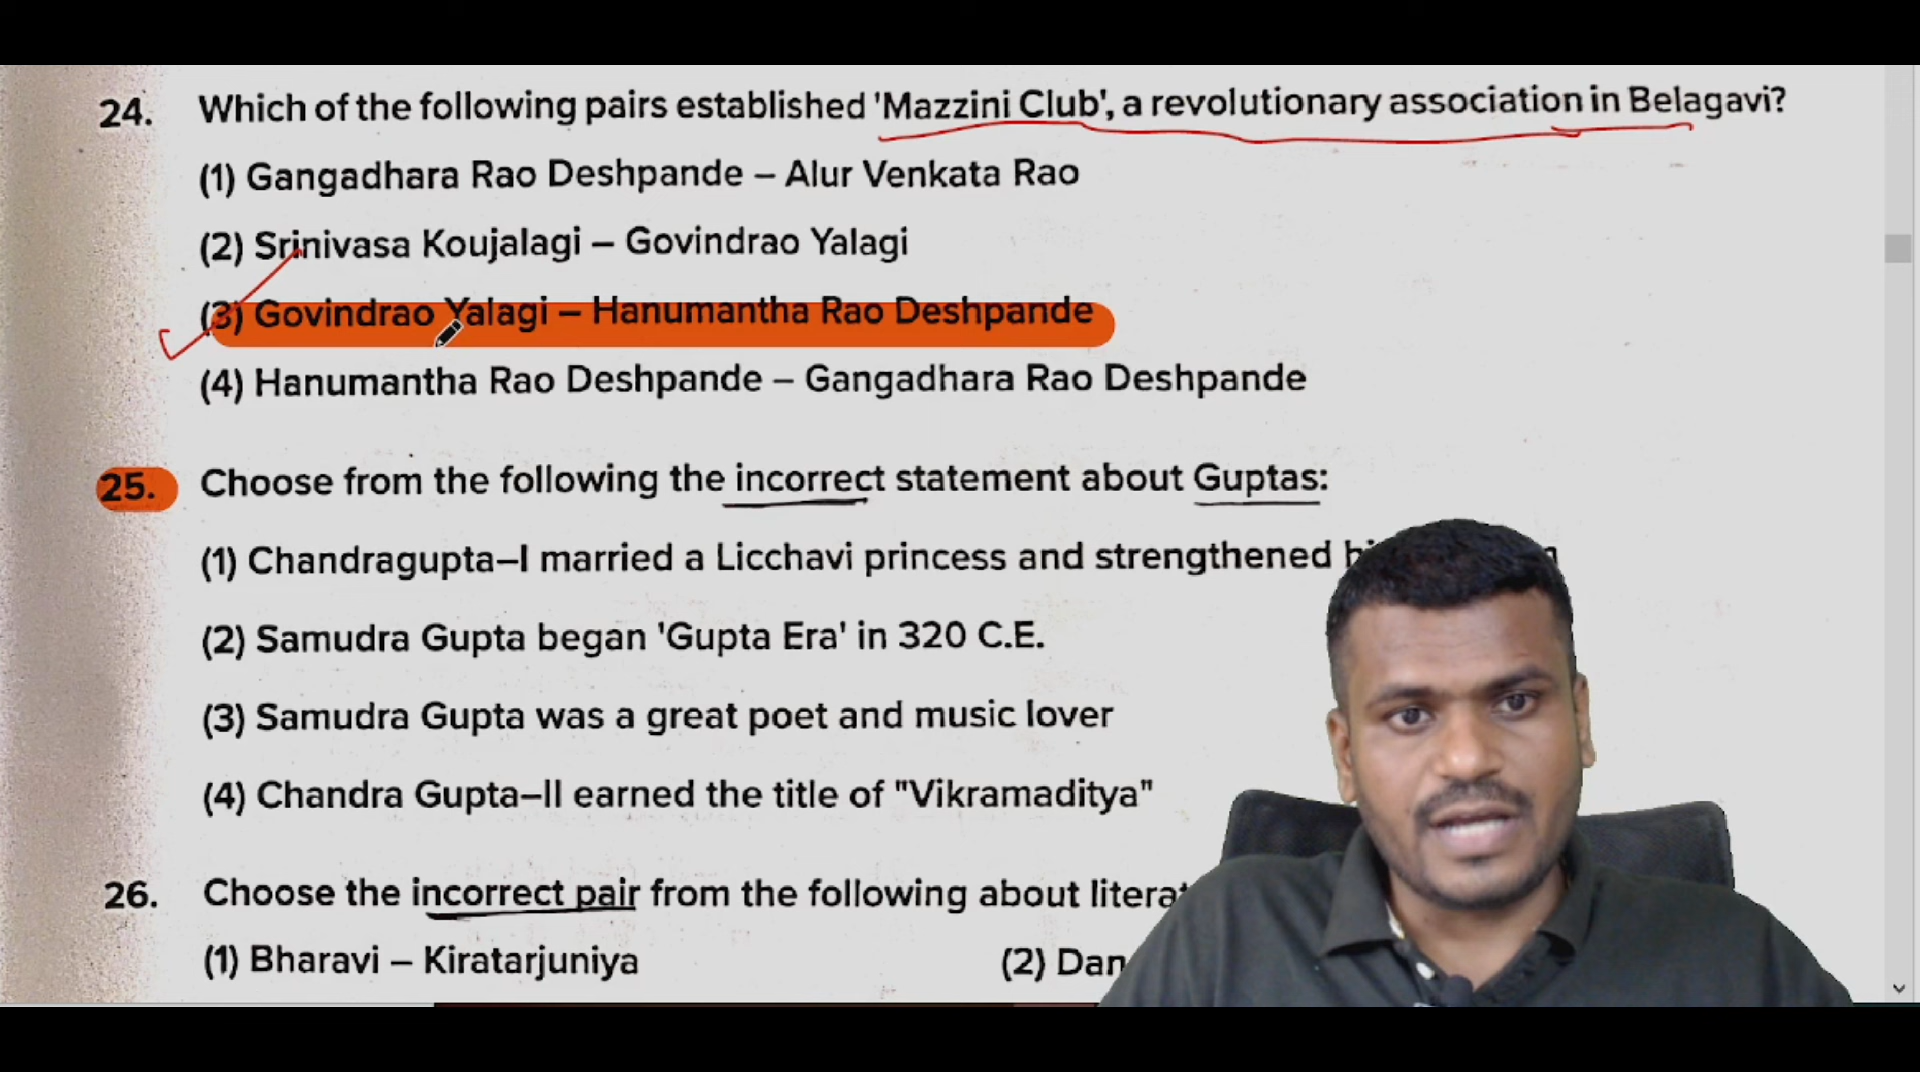 24. Which of the following pairs established 'Mazzini Club', a revolutionary association in Belagavi?
(1) Gangadhara Rao Deshpande – Alur Venkata Rao
(2) Srinivasa Koujalagi – Govindrao Yalagi
(3) Govindrao Yalagi – Hanumantha Rao Deshpande
(4) Hanumantha Rao Deshpande – Gangadhara Rao Deshpande
25. Choose from the following the incorrect statement about Guptas:
(1) Chandragupta–I married a Licchavi princess and strengthened
(2) Samudra Gupta began 'Gupta Era' in 320 C.E.
(3) Samudra Gupta was a great poet and music lover
(4) Chandra Gupta–II earned the title of "Vikramaditya"
26. Choose the incorrect pair from the following about
(1) Bharavi – Kiratarjuniya (2)